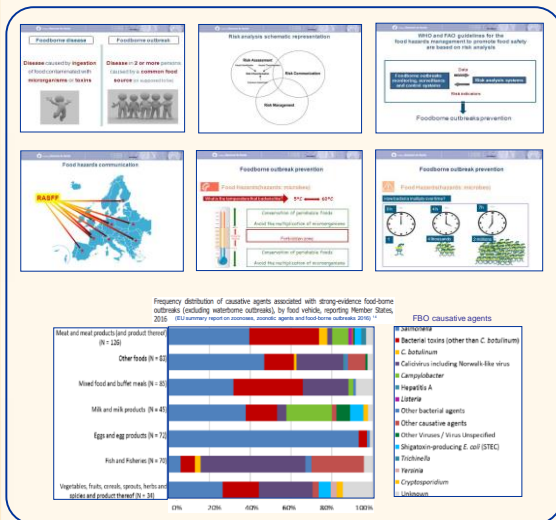 Foodborne disease
Foodborne outbreak
Disease caused by ingestion
of food contaminated with
microorganisms or toxins
Disease in 2 or more persons
caused by a common food
source
Risk analysis schematic representation
Risk Assessment
Risk Communication
Risk Management
WHO and FAO guidelines for the
food hazards management to promote food safety
are based on risk analysis
Foodborne outbreaks
monitoring, surveillance
and control systems
Data
Risk analysis systems
Risk indicators
Foodborne outbreaks prevention
Food hazards communication
RASFF
Foodborne outbreak prevention
Food Hazards(hazards: microbes)
5°C
Conservation of perishable foods
Avoid the multiplication of microorganisms
Conservation of perishable foods
Avoid the multiplication of microorganisms
Foodborne outbreak prevention
Food Hazards(hazards: microbes)
Frequency distribution of causative agents associated with strong-evidence food-borne
outbreaks (excluding waterborne outbreaks), by food vehicle, reporting Member States,
2016 (EU summary report on zoonoses, zoonotic agents and food-borne outbreaks 2016)
Meat and meat products (and product thereof)
(N = 126)
Other foods (N = 63)
Mixed food and buffet meals (N = 85)
Milk and milk products (N = 45)
Eggs and egg products (N = 72)
Fish and Fisheries (N = 70)
Vegetables, fruits, cereals, sprouts, herbs and
spices and product thereof (N = 34)
0% 20% 40% 60% 80% 100%
FBO causative agents
Salmonella
Bacterial toxins (other than C. botulinum)
C. botulinum
Calicivirus including Norwalk-like virus
Campylobacter
Hepatitis A
Listeria
Other bacterial agents
Other causative agents
Other Viruses / Virus Unspecified
Shigatoxin-producing E. coli (STEC)
Trichinella
Yersinia
Cryptosporidium
Unknown